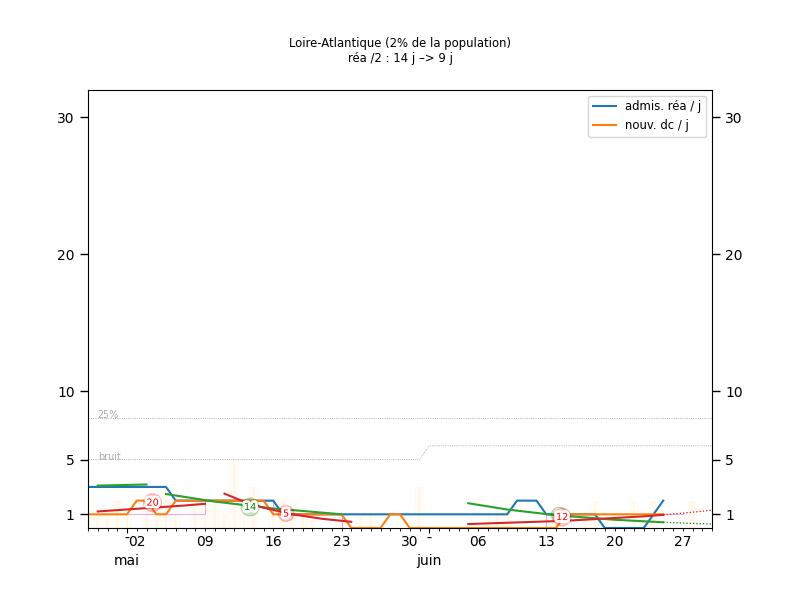 Loire-Atlantique (2% de la population)
réa /2 : 14 j –> 9 j
admis. réa / j
nouv. dc / j
30 30
20 20
10 10
25%
5 bruit 5
20 14 5 12
1 1
02 09 16 23 30 - 06 13 20 27
mai juin